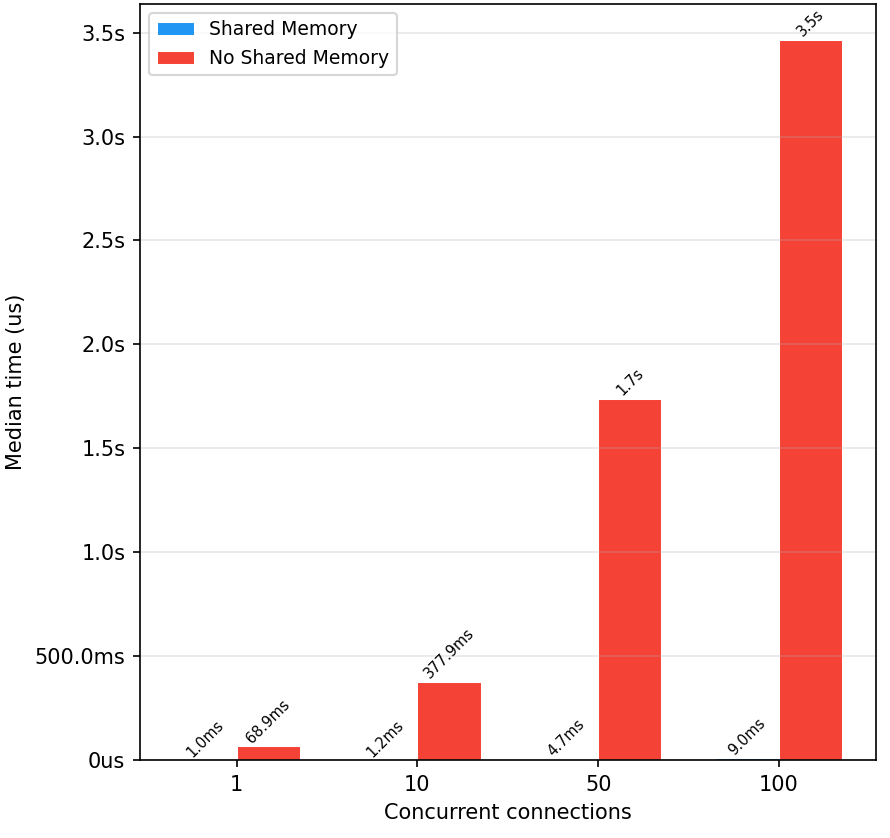 Shared Memory
No Shared Memory
3.5s
3.0s
2.5s
2.0s
1.5s
1.0s
500.0ms
0us
Median time (us)
1.0ms
68.9ms
1.2ms
377.9ms
4.7ms
1.7s
9.0ms
3.5s
1 10 50 100
Concurrent connections